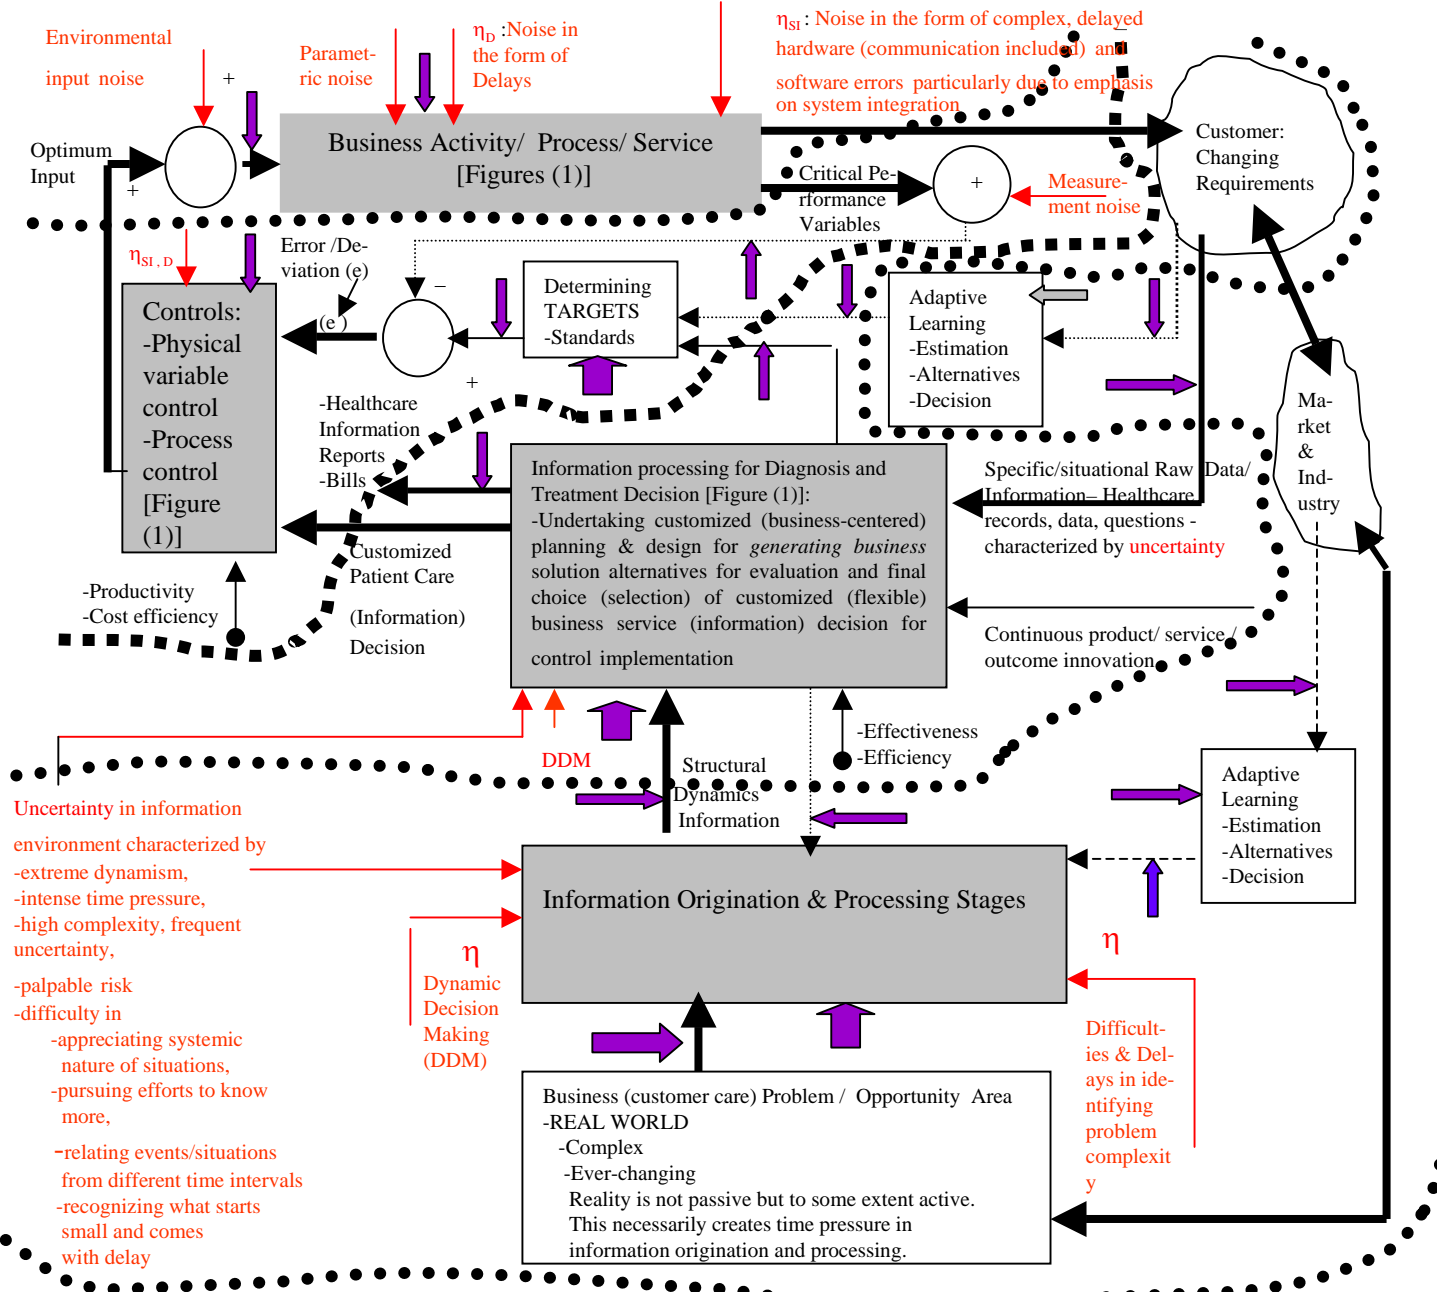 Environmental
input noise
+
Optimum
Input
+
Paramet-
ric noise
ηD :Noise in
the form of
Delays
ηSI : Noise in the form of complex, delayed
hardware (communication included) and
software errors particularly due to emphasis
on system integration
Business Activity/ Process/ Service
[Figures (1)]
Customer:
Changing
Requirements
Critical Pe-
rformance
Variables
+
Measure-
ment noise
ηSI, D
Error /De-
viation (e)
(e )
−
+
Controls:
-Physical
variable
control
-Process
control
[Figure
(1)]
Determining
TARGETS
-Standards
Adaptive
Learning
-Estimation
-Alternatives
-Decision
Ma-
rket
&
Ind-
ustry
-Healthcare
Information
Reports
-Bills
Information processing for Diagnosis and
Treatment Decision [Figure (1)]:
-Undertaking customized (business-centered)
planning & design for generating business
solution alternatives for evaluation and final
choice (selection) of customized (flexible)
business service (information) decision for
control implementation
Specific/situational Raw Data/
Information– Healthcare
records, data, questions -
characterized by uncertainty
Customized
Patient Care
(Information)
Decision
-Productivity
-Cost efficiency
Continuous product/ service /
outcome innovation
DDM
Structural
Dynamics
Information
-Effectiveness
-Efficiency
Adaptive
Learning
-Estimation
-Alternatives
-Decision
Uncertainty in information
environment characterized by
-extreme dynamism,
-intense time pressure,
-high complexity, frequent
uncertainty,
-palpable risk
-difficulty in
-appreciating systemic
nature of situations,
-pursuing efforts to know
more,
-relating events/situations
from different time intervals
-recognizing what starts
small and comes
with delay
Information Origination & Processing Stages
η
Dynamic
Decision
Making
(DDM)
η
Difficult-
ies & Del-
ays in ide-
ntifying
problem
complexit
y
Business (customer care) Problem / Opportunity Area
-REAL WORLD
-Complex
-Ever-changing
Reality is not passive but to some extent active.
This necessarily creates time pressure in
information origination and processing.